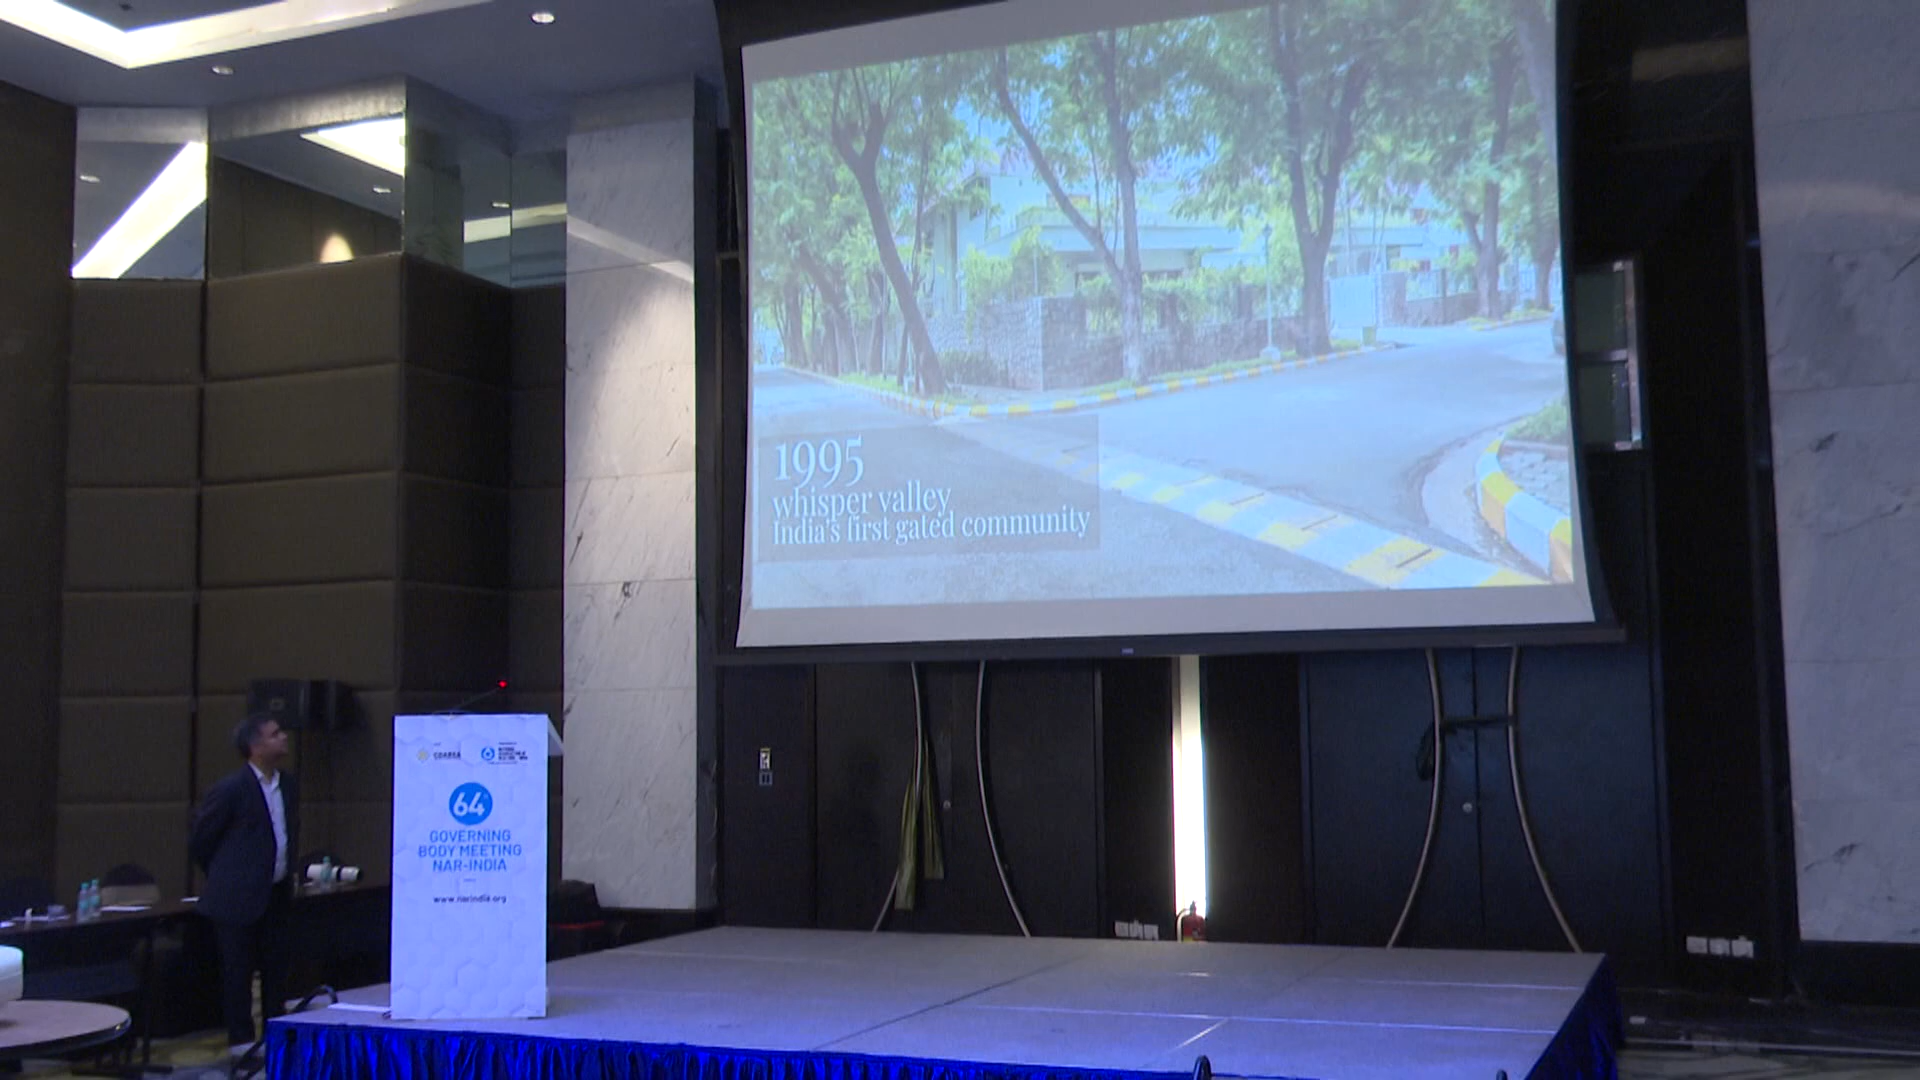 1995
whisper valley
India's first gated community
64
GOVERNING
BODY MEETING
NAR-INDIA
www.narindia.org